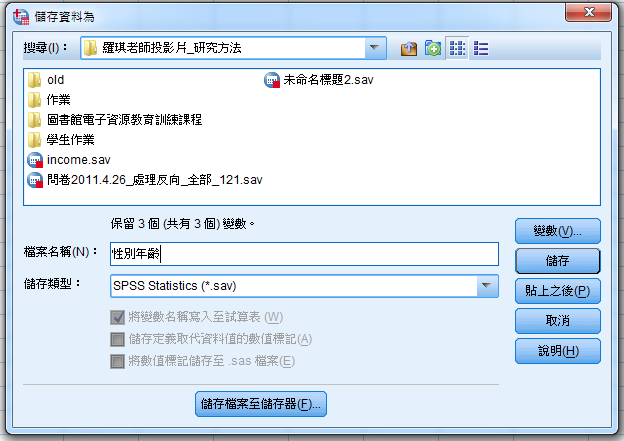 儲存資料為
搜尋(I)： 羅琪老師投影片_研究方法
old
作業
圖書館電子資源教育訓練課程
學生作業
income.sav
問卷2011.4.26_處理反向_全部_121.sav
未命名標題2.sav
保留 3 個 (共有 3 個) 變數。
檔案名稱(N)： 性別年齡
儲存類型： SPSS Statistics (*.sav)
將變數名稱寫入至試算表 (W)
儲存定義取代資料值的數值標記(A)
將數值標記儲存至 .sas 檔案(E)
變數(V)...
儲存
貼上之後(P)
取消
說明(H)
儲存檔案至儲存器(F)...